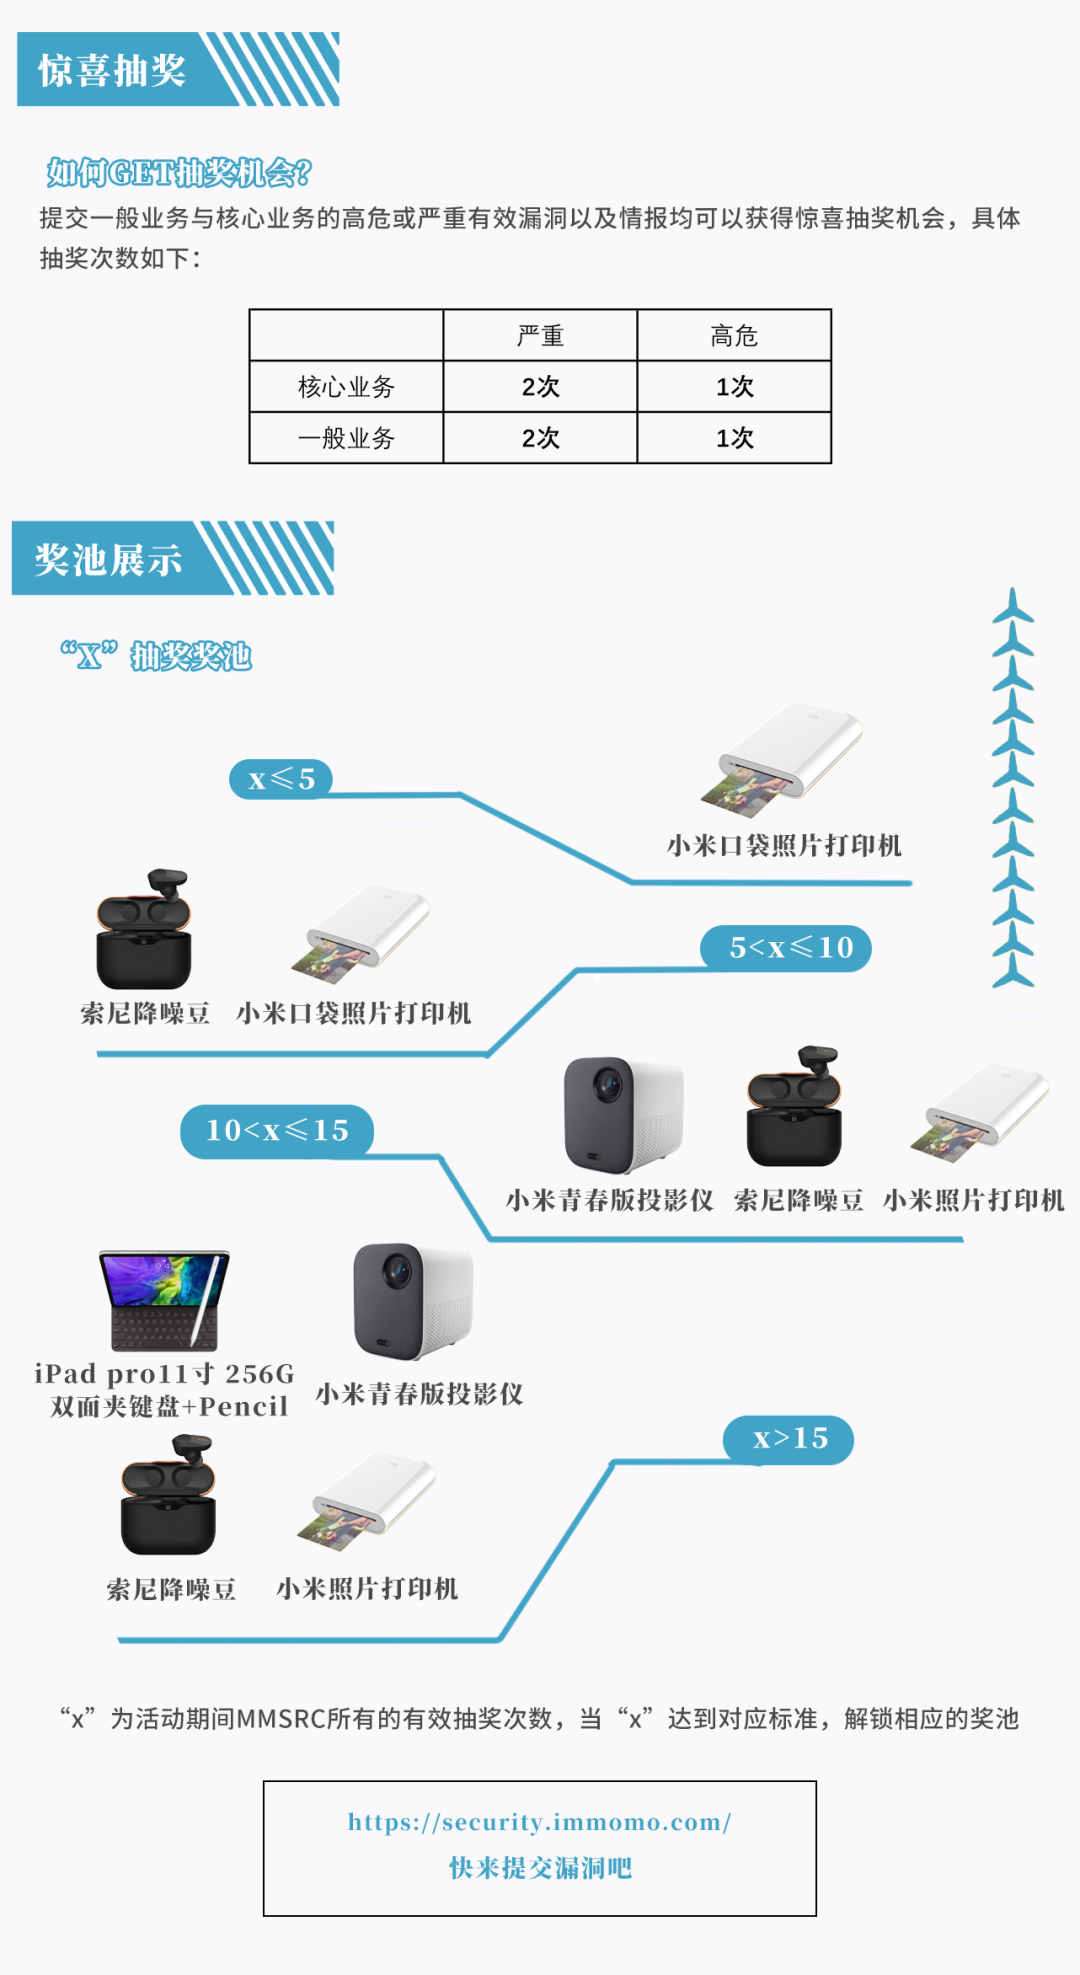 惊喜抽奖
如何GET抽奖机会？
提交一般业务与核心业务的高危或严重有效漏洞以及情报均可以获得惊喜抽奖机会，具体
抽奖次数如下：
严重 高危
核心业务 2次 1次
一般业务 2次 1次
奖池展示
“X”抽奖奖池
x≤5
小米口袋照片打印机
5<x≤10
索尼降噪豆 小米口袋照片打印机
10<x≤15
小米青春版投影仪 索尼降噪豆 小米照片打印机
iPad pro11寸 256G
双面夹键盘+Pencil
小米青春版投影仪
x>15
索尼降噪豆 小米照片打印机
“x”为活动期间MMSRC所有的有效抽奖次数，当“x”达到对应标准，解锁相应的奖池
https://security.immomo.com/
快来提交漏洞吧